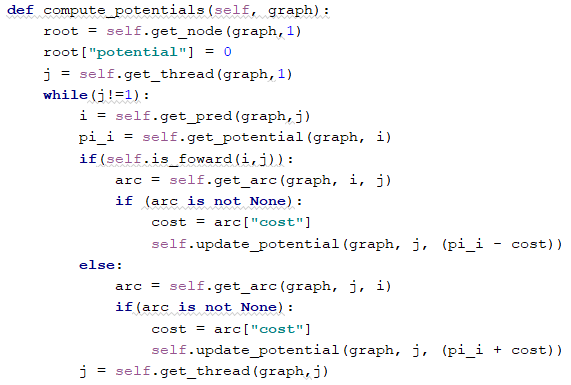 def compute_potentials(self, graph):
    root = self.get_node(graph,1)
    root["potential"] = 0
    j = self.get_thread(graph,1)
    while(j!=1):
        i = self.get_pred(graph,j)
        pi_i = self.get_potential(graph, i)
        if(self.is_foward(i,j)):
            arc = self.get_arc(graph, i, j)
            if (arc is not None):
                cost = arc["cost"]
                self.update_potential(graph, j, (pi_i - cost))
        else:
            arc = self.get_arc(graph, j, i)
            if(arc is not None):
                cost = arc["cost"]
                self.update_potential(graph, j, (pi_i + cost))
        j = self.get_thread(graph,j)